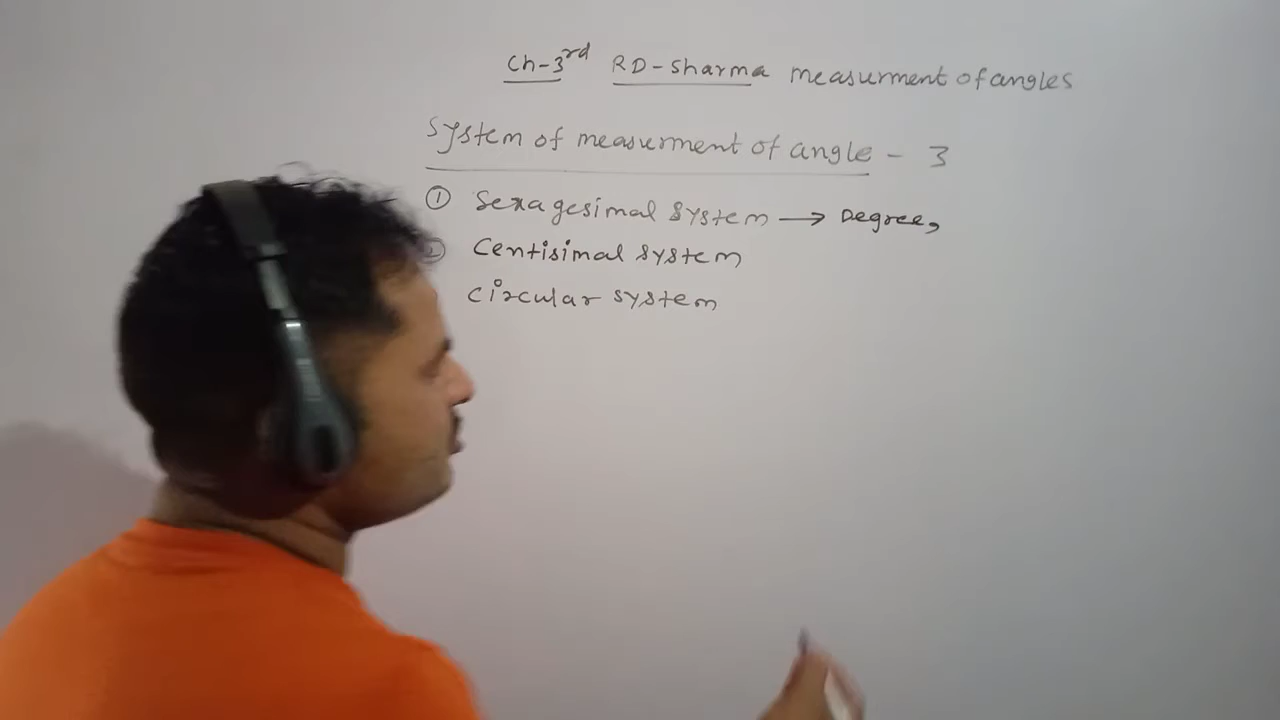 Ch-3rd RD-Sharma measurment of angles
System of measurment of angle - 3
① Sexagesimal System → Degree,
② Centisimal System
Circular System